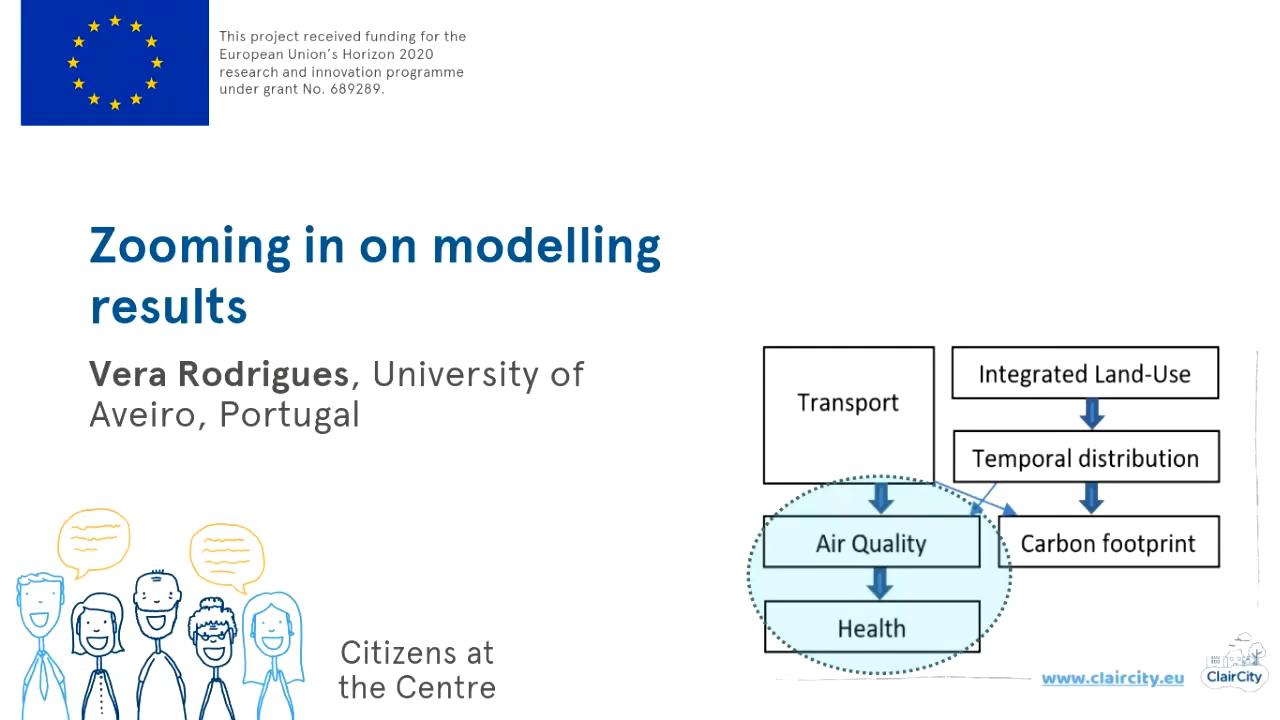 This project received funding for the
European Union's Horizon 2020
research and innovation programme
under grant No. 689289.
Zooming in on modelling
results
Vera Rodrigues, University of
Aveiro, Portugal
Transport
Integrated Land-Use
Temporal distribution
Air Quality
Carbon footprint
Health
Citizens at
the Centre
www.claircity.eu
ClairCity